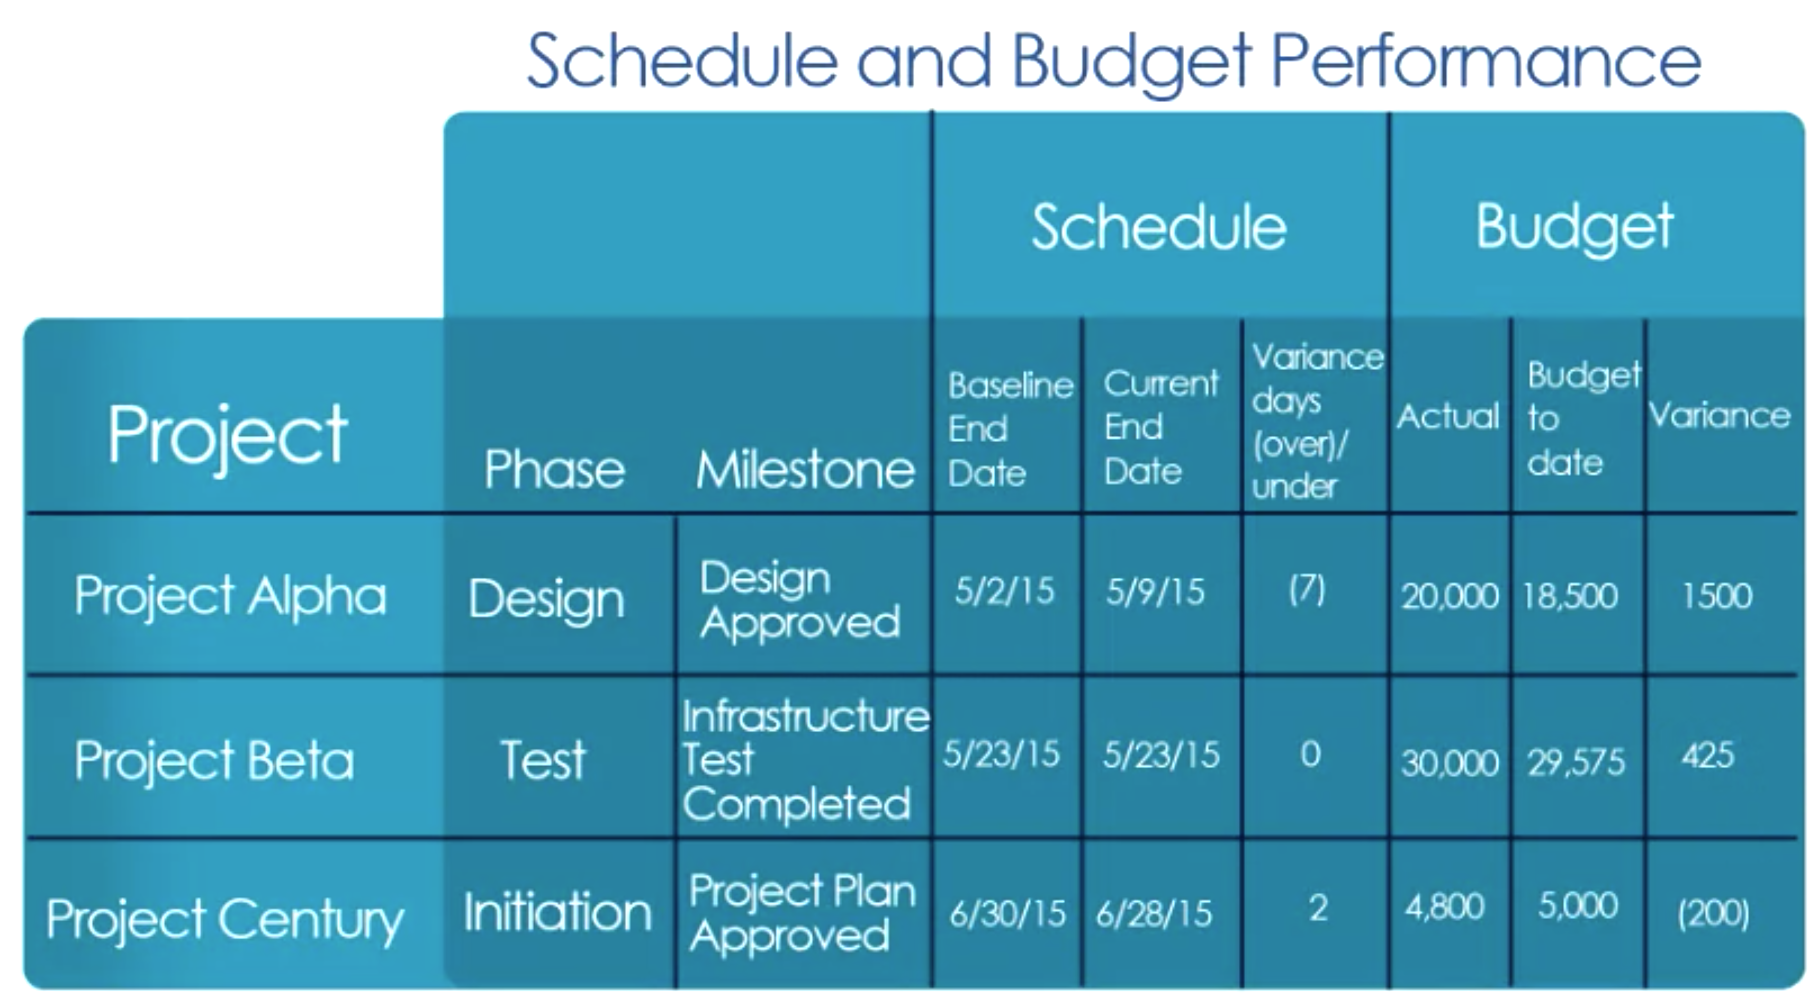 Schedule and Budget Performance
Schedule
Budget
Project
Phase
Milestone
Baseline
End
Date
Current
End
Date
Variance
days
(over)/
under
Actual
Budget
to
date
Variance
Project Alpha
Design
Design
Approved
5/2/15
5/9/15
(7)
20,000
18,500
1500
Project Beta
Test
Infrastructure
Test
Completed
5/23/15
5/23/15
0
30,000
29,575
425
Project Century
Initiation
Project Plan
Approved
6/30/15
6/28/15
2
4,800
5,000
(200)